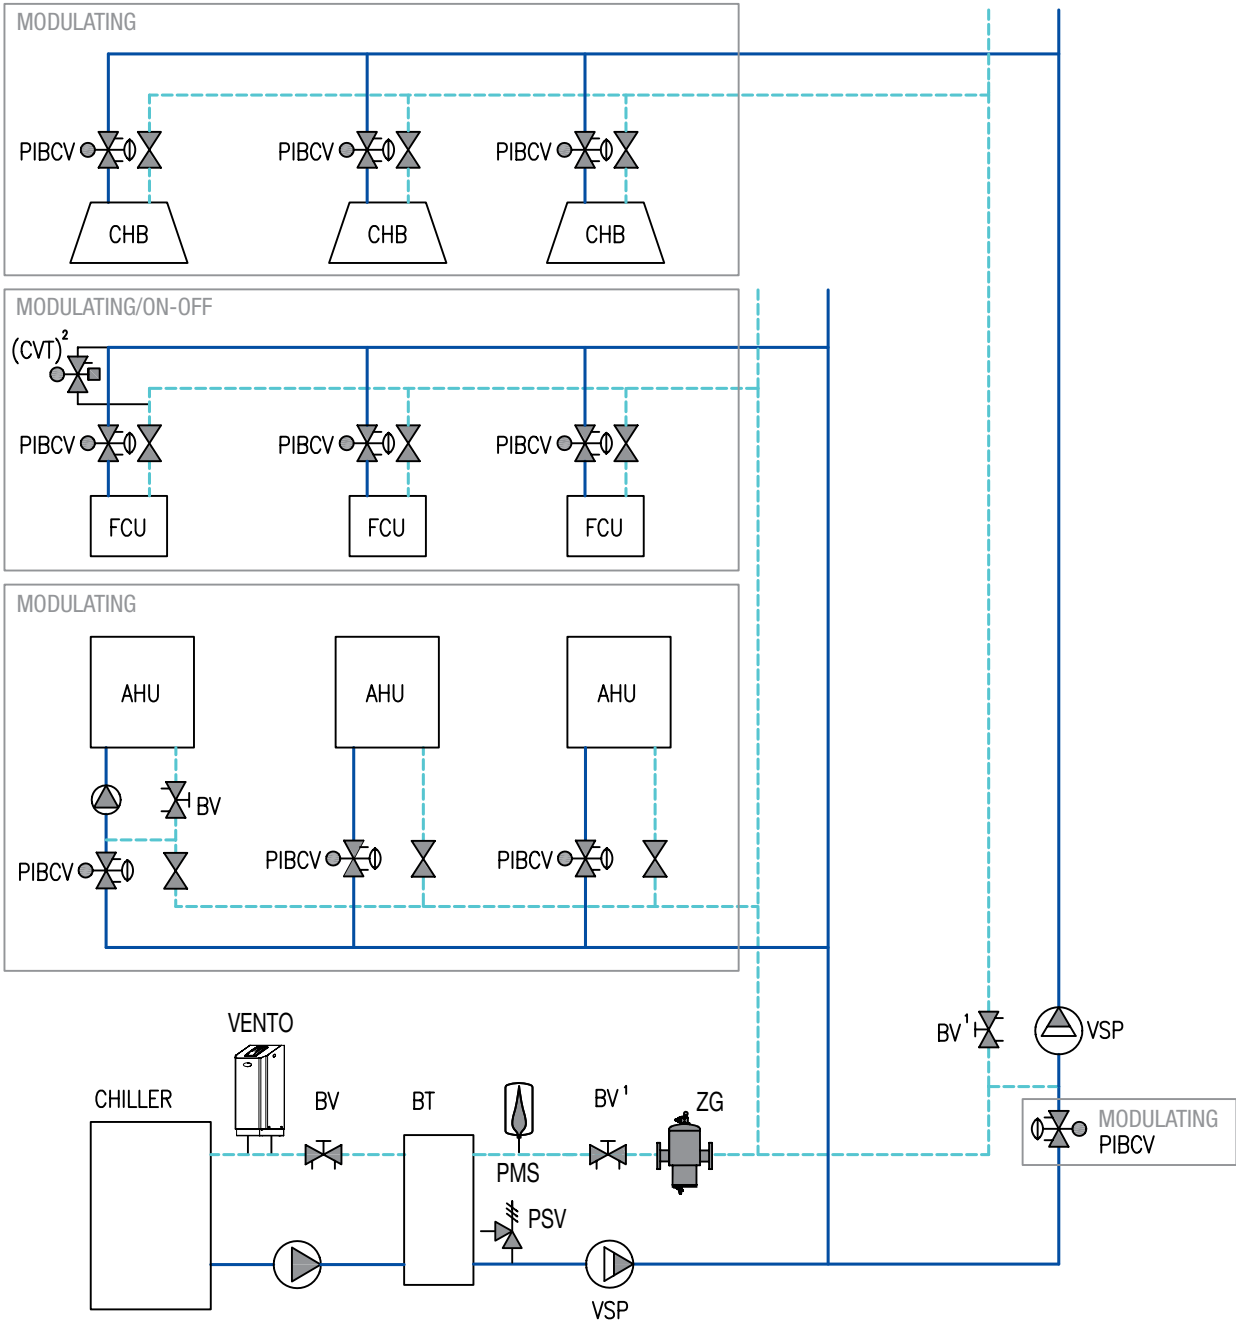 MODULATING
PIBCV
PIBCV
PIBCV
CHB
CHB
CHB
MODULATING/ON-OFF
(CVT)²
PIBCV
PIBCV
PIBCV
FCU
FCU
FCU
MODULATING
AHU
AHU
AHU
BV
PIBCV
PIBCV
PIBCV
VENTO
BV¹
VSP
CHILLER
BV
BT
BV¹
ZG
MODULATING
PIBCV
PMS
PSV
VSP